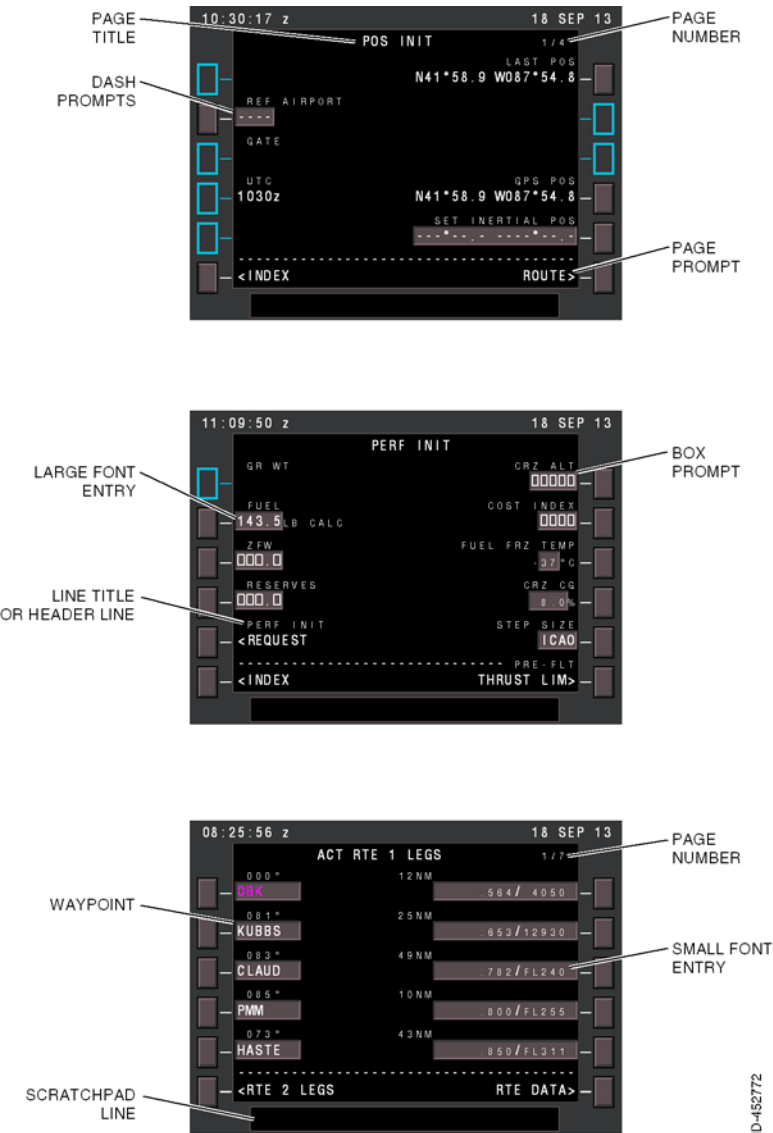 PAGE TITLE
10:30:17 z 18 SEP 13
PAGE NUMBER
POS INIT 1/4
LAST POS
N41°58.9 W087°54.8
DASH PROMPTS
REF AIRPORT
----
GATE
UTC GPS POS
1030z N41°58.9 W087°54.8
SET INERTIAL POS
---°--.- ----°--.-
PAGE PROMPT
<INDEX ROUTE>
11:09:50 z 18 SEP 13
PERF INIT
BOX PROMPT
GR WT CRZ ALT
□□□□□
LARGE FONT ENTRY
FUEL COST INDEX
143.5LB CALC □□□□
ZFW FUEL FRZ TEMP
□□□.□ -37°C
RESERVES CRZ CG
□□□.□ 8.0%
LINE TITLE OR HEADER LINE
PERF INIT STEP SIZE
<REQUEST ICAO
PRE-FLT
<INDEX THRUST LIM>
08:25:56 z 18 SEP 13
PAGE NUMBER
ACT RTE 1 LEGS 1/7
000° 12NM
OBK .564/ 4050
WAYPOINT
081° 25NM
KUBBS .653/12930
083° 49NM
CLAUD .782/FL240
SMALL FONT ENTRY
085° 10NM
PMM .800/FL255
073° 43NM
HASTE .850/FL311
<RTE 2 LEGS RTE DATA>
SCRATCHPAD LINE
ID-452772